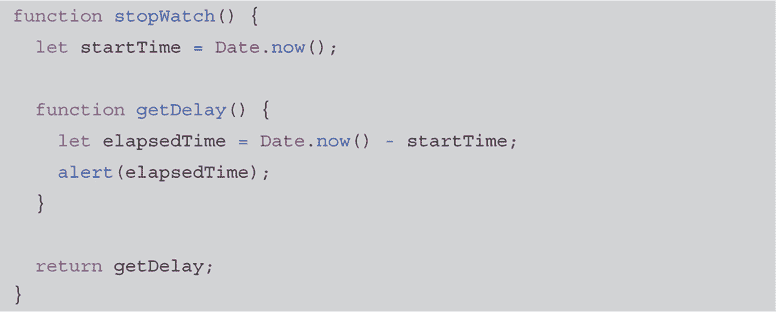 function stopWatch() {
  let startTime = Date.now();

  function getDelay() {
    let elapsedTime = Date.now() - startTime;
    alert(elapsedTime);
  }

  return getDelay;
}